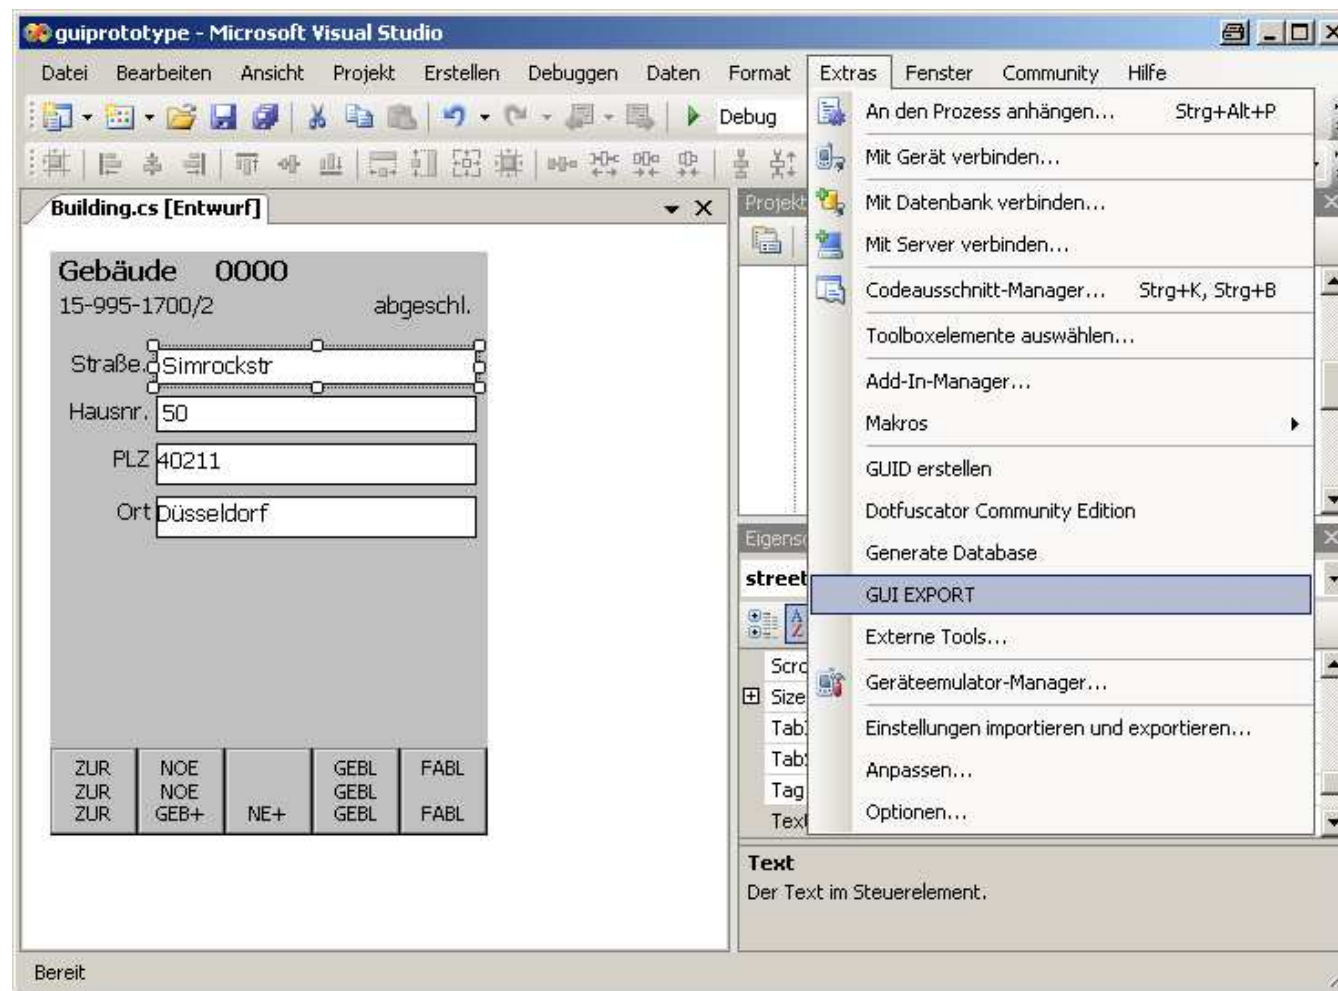 guiprototype - Microsoft Visual Studio
Datei Bearbeiten Ansicht Projekt Erstellen Debuggen Daten Format Extras Fenster Community Hilfe
Debug
Building.cs [Entwurf]
Gebäude 0000
15-995-1700/2 abgeschl.
Straße.
Simrockstr
Hausnr. 50
PLZ 40211
Ort Düsseldorf
ZUR NOE GEBL FABL
ZUR NOE GEBL
ZUR GEB+ NE+ GEBL FABL
An den Prozess anhängen... Strg+Alt+P
Mit Gerät verbinden...
Mit Datenbank verbinden...
Mit Server verbinden...
Codeausschnitt-Manager... Strg+K, Strg+B
Toolboxelemente auswählen...
Add-In-Manager...
Makros
GUID erstellen
Dotfuscator Community Edition
Generate Database
GUI EXPORT
Externe Tools...
Geräteemulator-Manager...
Einstellungen importieren und exportieren...
Anpassen...
Optionen...
Projekt
Eigens
street
Scro
Size
Tab
Tab
Tag
Text
Text
Der Text im Steuerelement.
Bereit